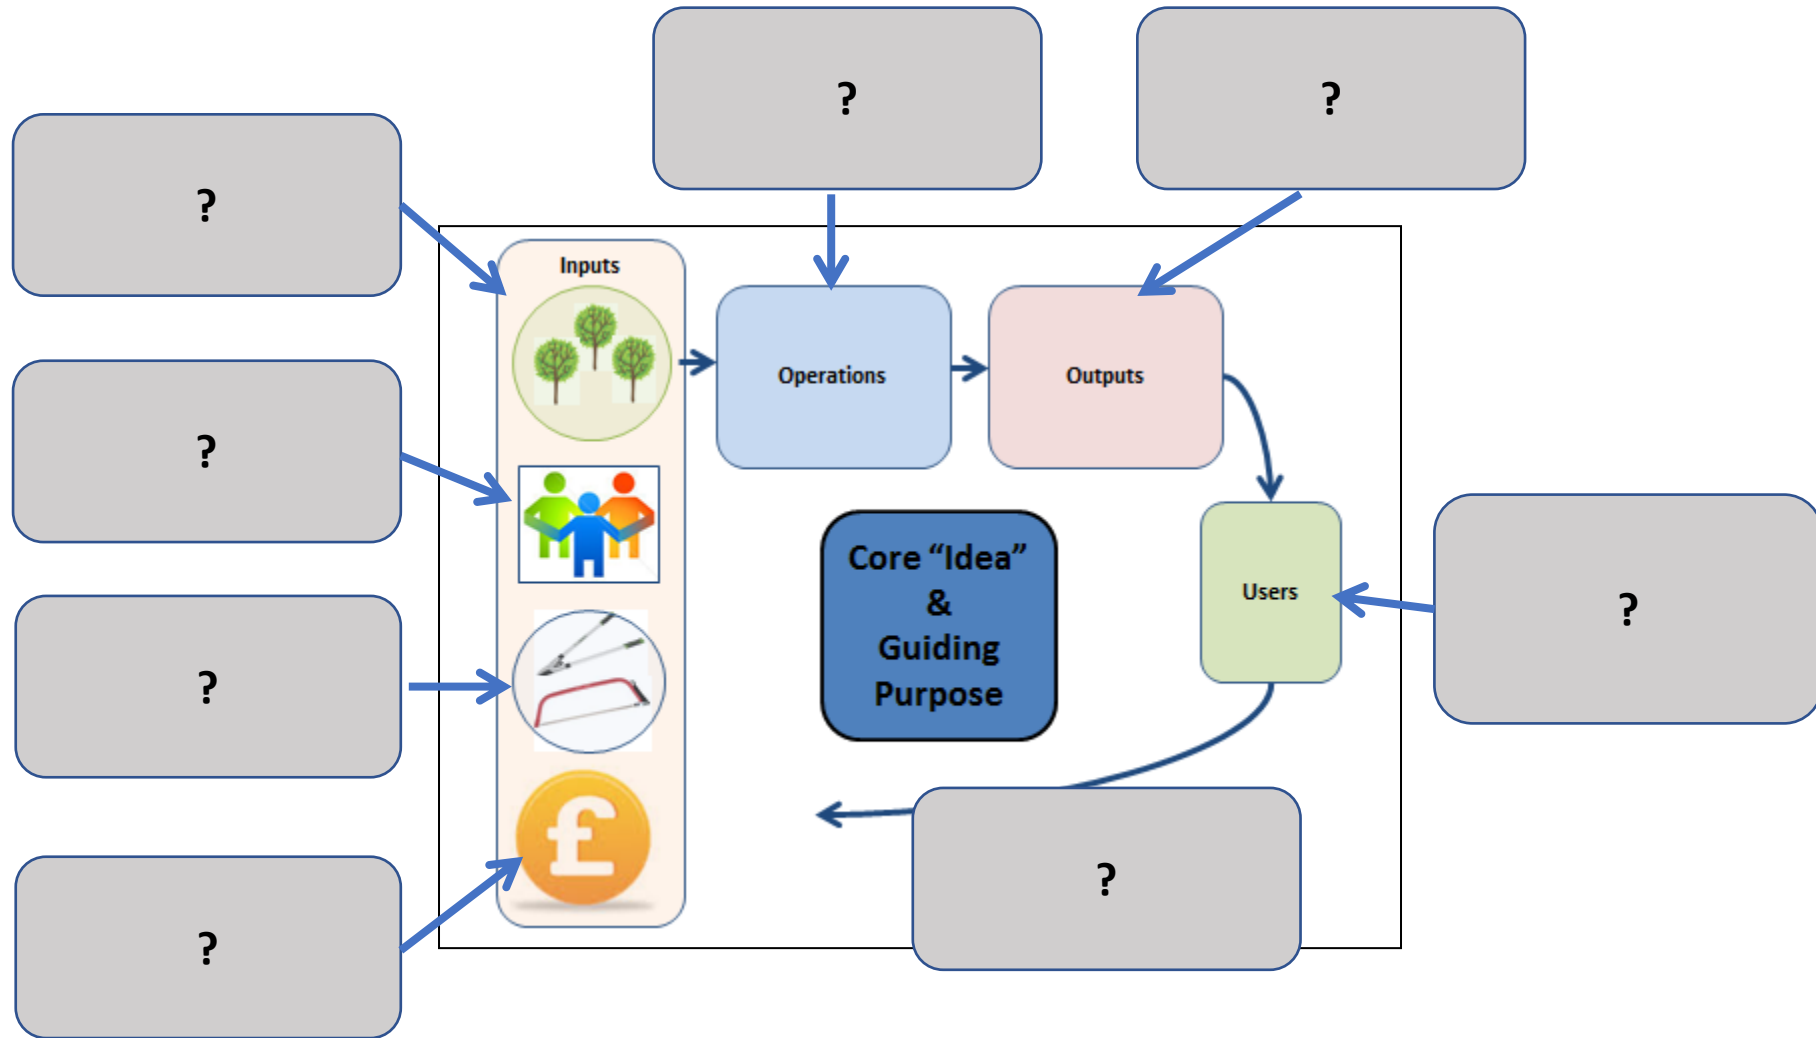 ?
?
?
Inputs
Operations
Outputs
?
Core “Idea”
&
Guiding
Purpose
Users
?
?
£
?
?